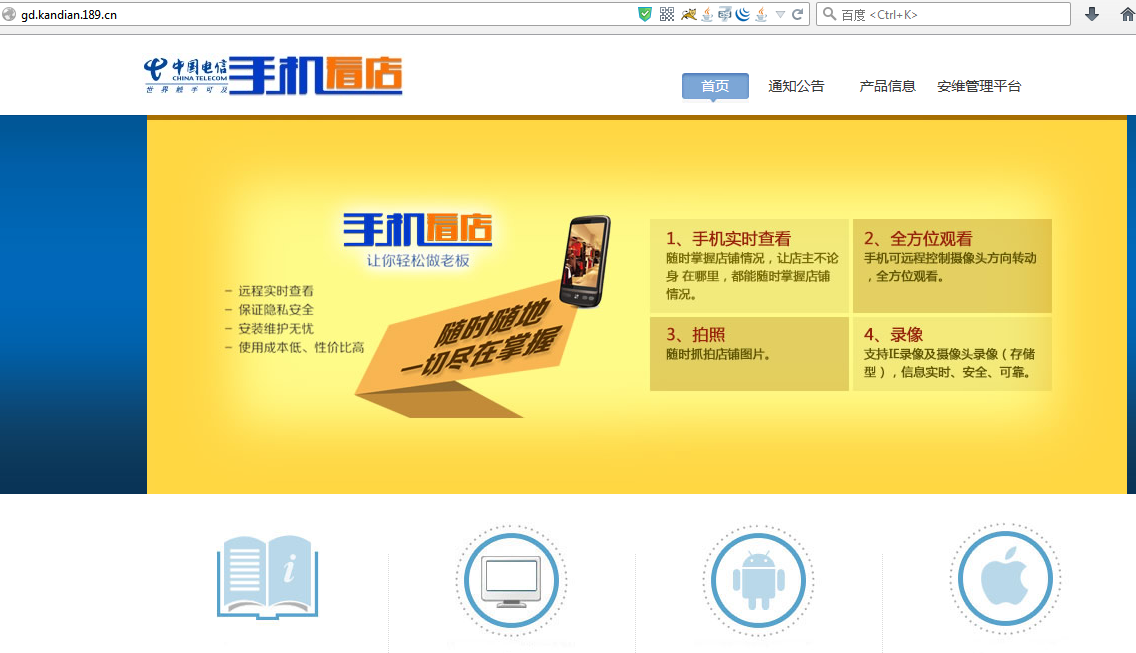 gd.kandian.189.cn
百度 <Ctrl+K>
中国电信
CHINA TELECOM
世界触手可及
手机看店
首页
通知公告
产品信息
安维管理平台
手机看店
让你轻松做老板
－ 远程实时查看
－ 保证隐私安全
－ 安装维护无忧
－ 使用成本低、性价比高
随时随地
一切尽在掌握
1、手机实时查看
随时掌握店铺情况，让店主不论
身 在哪里，都能随时掌握店铺
情况。
2、全方位观看
手机可远程控制摄像头方向转动
，全方位观看。
3、拍照
随时抓拍店铺图片。
4、录像
支持IE录像及摄像头录像（存储
型），信息实时、安全、可靠。
i